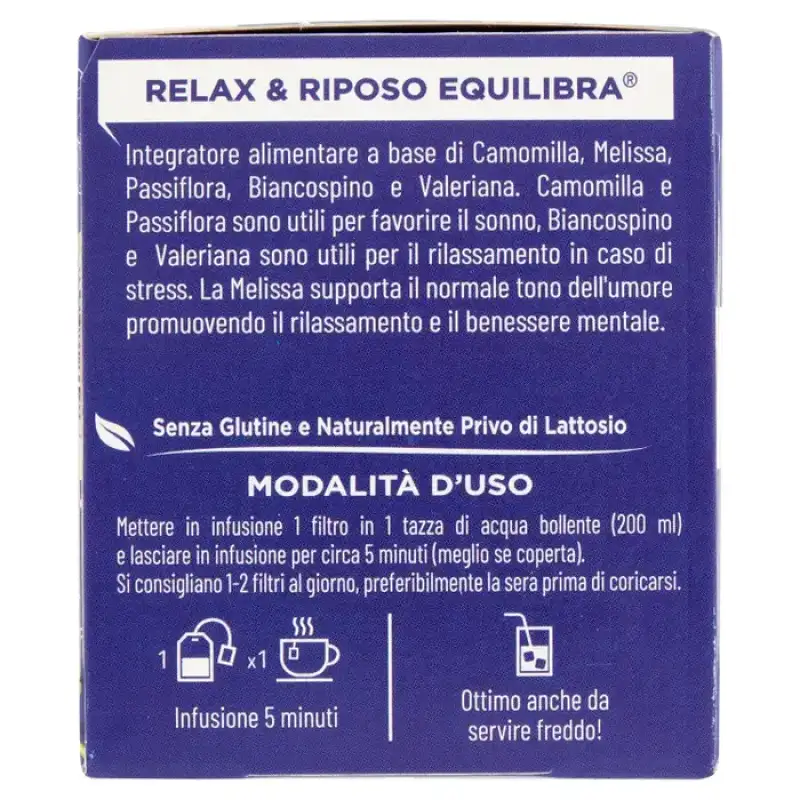 RELAX & RIPOSO EQUILIBRA®
Integratore alimentare a base di Camomilla, Melissa,
Passiflora, Biancospino e Valeriana. Camomilla e
Passiflora sono utili per favorire il sonno, Biancospino
e Valeriana sono utili per il rilassamento in caso di
stress. La Melissa supporta il normale tono dell'umore
promuovendo il rilassamento e il benessere mentale.
Senza Glutine e Naturalmente Privo di Lattosio
MODALITÀ D'USO
Mettere in infusione 1 filtro in 1 tazza di acqua bollente (200 ml)
e lasciare in infusione per circa 5 minuti (meglio se coperta).
Si consigliano 1-2 filtri al giorno, preferibilmente la sera prima di coricarsi.
1 x1
Infusione 5 minuti
Ottimo anche da
servire freddo!